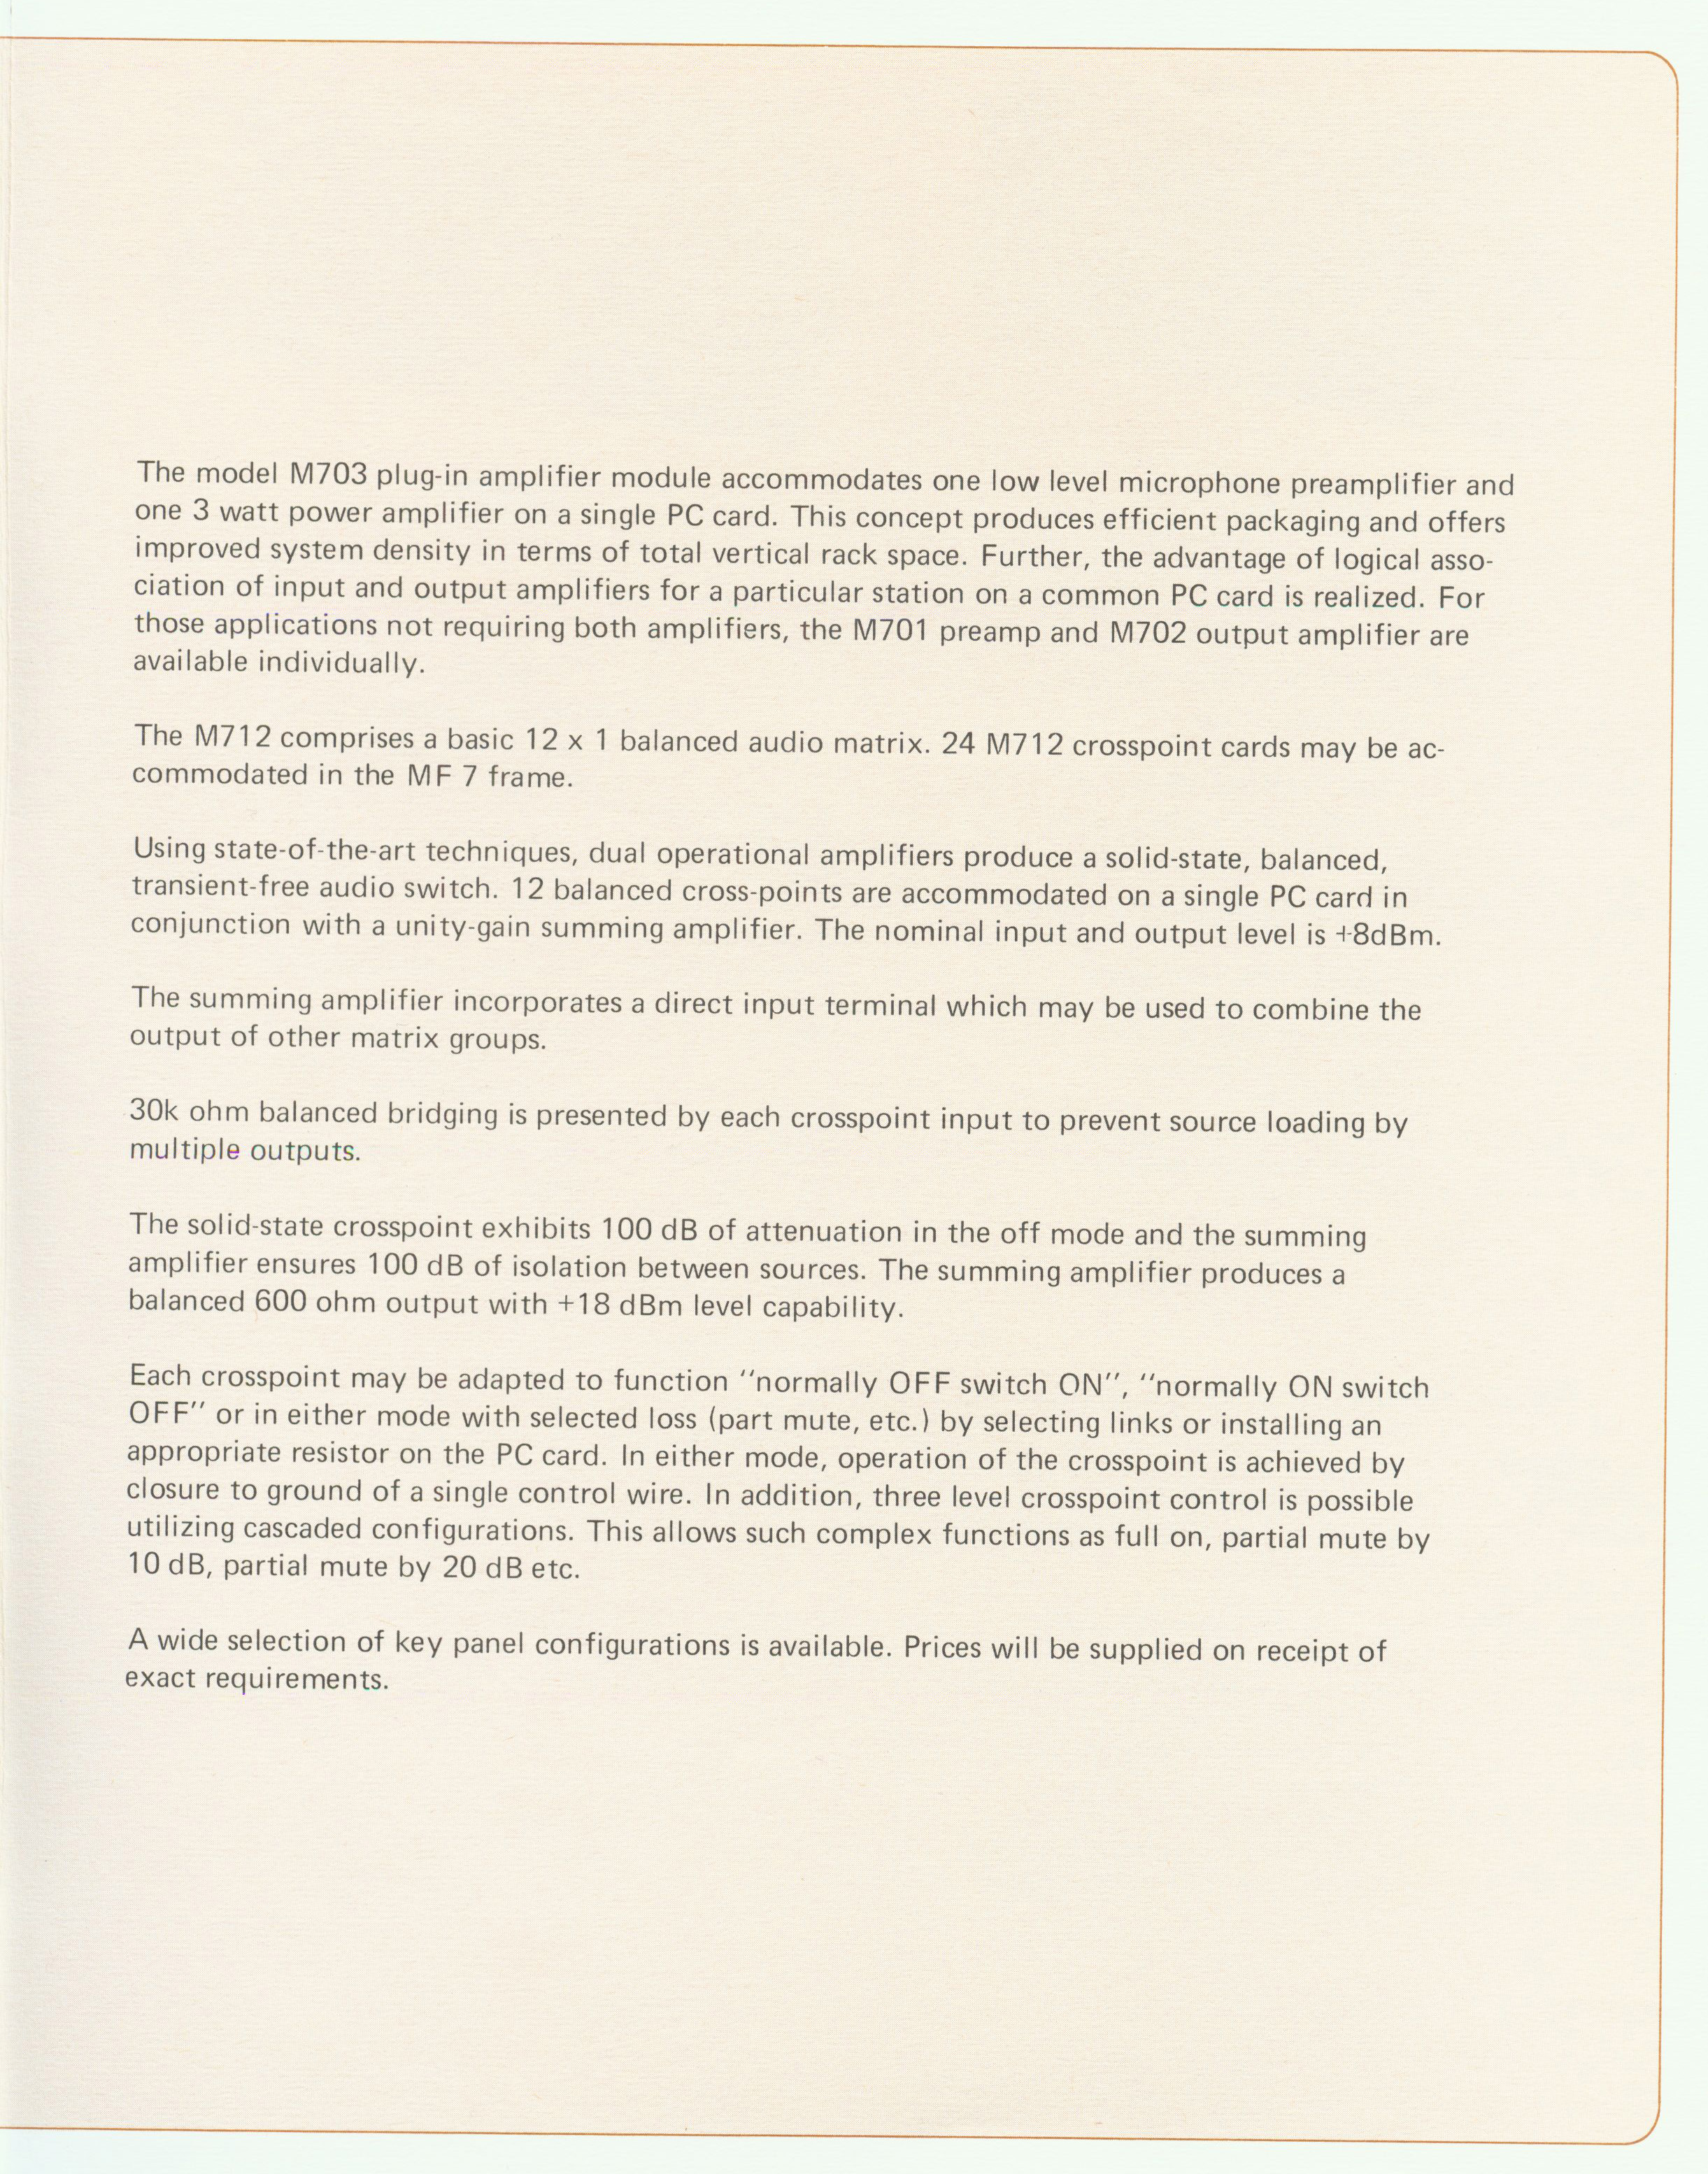 The model M703 plug-in amplifier module accommodates one low level microphone preamplifier and
one 3 watt power amplifier on a single PC card. This concept produces efficient packaging and offers
improved system density in terms of total vertical rack space. Further, the advantage of logical asso-
ciation of input and output amplifiers for a particular station on a common PC card is realized. For
those applications not requiring both amplifiers, the M701 preamp and M702 output amplifier are
available individually.
The M712 comprises a basic 12 x 1 balanced audio matrix. 24 M712 crosspoint cards may be ac-
commodated in the MF 7 frame.
Using state-of-the-art techniques, dual operational amplifiers produce a solid-state, balanced,
transient-free audio switch. 12 balanced cross-points are accommodated on a single PC card in
conjunction with a unity-gain summing amplifier. The nominal input and output level is +8dBm.
The summing amplifier incorporates a direct input terminal which may be used to combine the
output of other matrix groups.
30k ohm balanced bridging is presented by each crosspoint input to prevent source loading by
multiple outputs.
The solid-state crosspoint exhibits 100 dB of attenuation in the off mode and the summing
amplifier ensures 100 dB of isolation between sources. The summing amplifier produces a
balanced 600 ohm output with +18 dBm level capability.
Each crosspoint may be adapted to function "normally OFF switch ON", "normally ON switch
OFF" or in either mode with selected loss (part mute, etc.) by selecting links or installing an
appropriate resistor on the PC card. In either mode, operation of the crosspoint is achieved by
closure to ground of a single control wire. In addition, three level crosspoint control is possible
utilizing cascaded configurations. This allows such complex functions as full on, partial mute by
10 dB, partial mute by 20 dB etc.
A wide selection of key panel configurations is available. Prices will be supplied on receipt of
exact requirements.